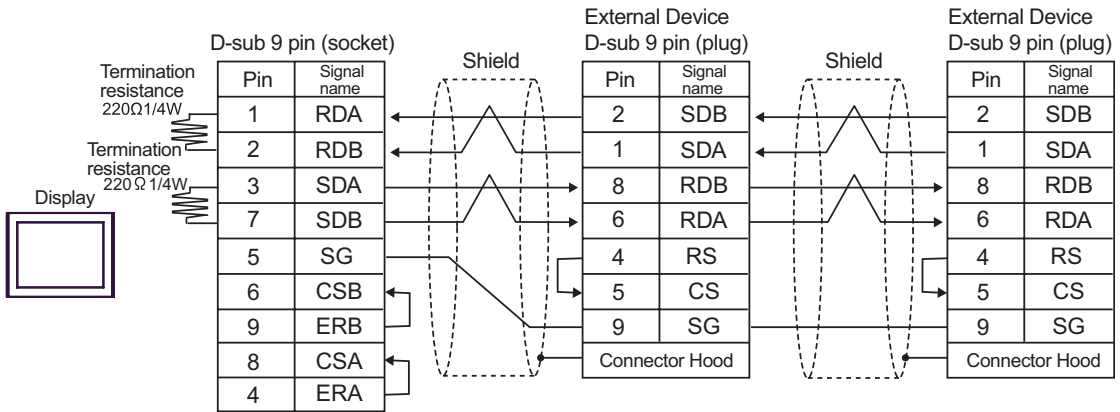 External Device
External Device
D-sub 9 pin (socket)
D-sub 9 pin (plug)
D-sub 9 pin (plug)
Shield
Shield
Termination
resistance
220Ω1/4W
Termination
resistance
220Ω1/4W
Display
Pin
Signal
name
1
RDA
2
RDB
3
SDA
7
SDB
5
SG
6
CSB
9
ERB
8
CSA
4
ERA
Pin
Signal
name
2
SDB
1
SDA
8
RDB
6
RDA
4
RS
5
CS
9
SG
Connector Hood
Pin
Signal
name
2
SDB
1
SDA
8
RDB
6
RDA
4
RS
5
CS
9
SG
Connector Hood